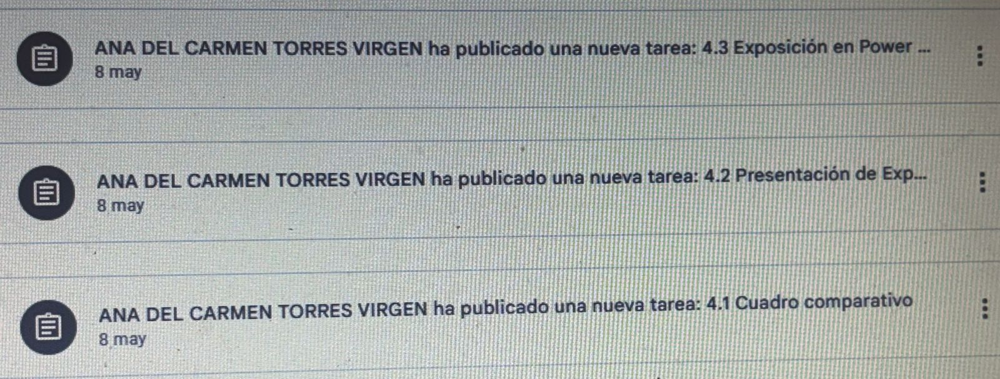 ANA DEL CARMEN TORRES VIRGEN ha publicado una nueva tarea: 4.3 Exposición en Power ...
8 may
ANA DEL CARMEN TORRES VIRGEN ha publicado una nueva tarea: 4.2 Presentación de Exp...
8 may
ANA DEL CARMEN TORRES VIRGEN ha publicado una nueva tarea: 4.1 Cuadro comparativo
8 may